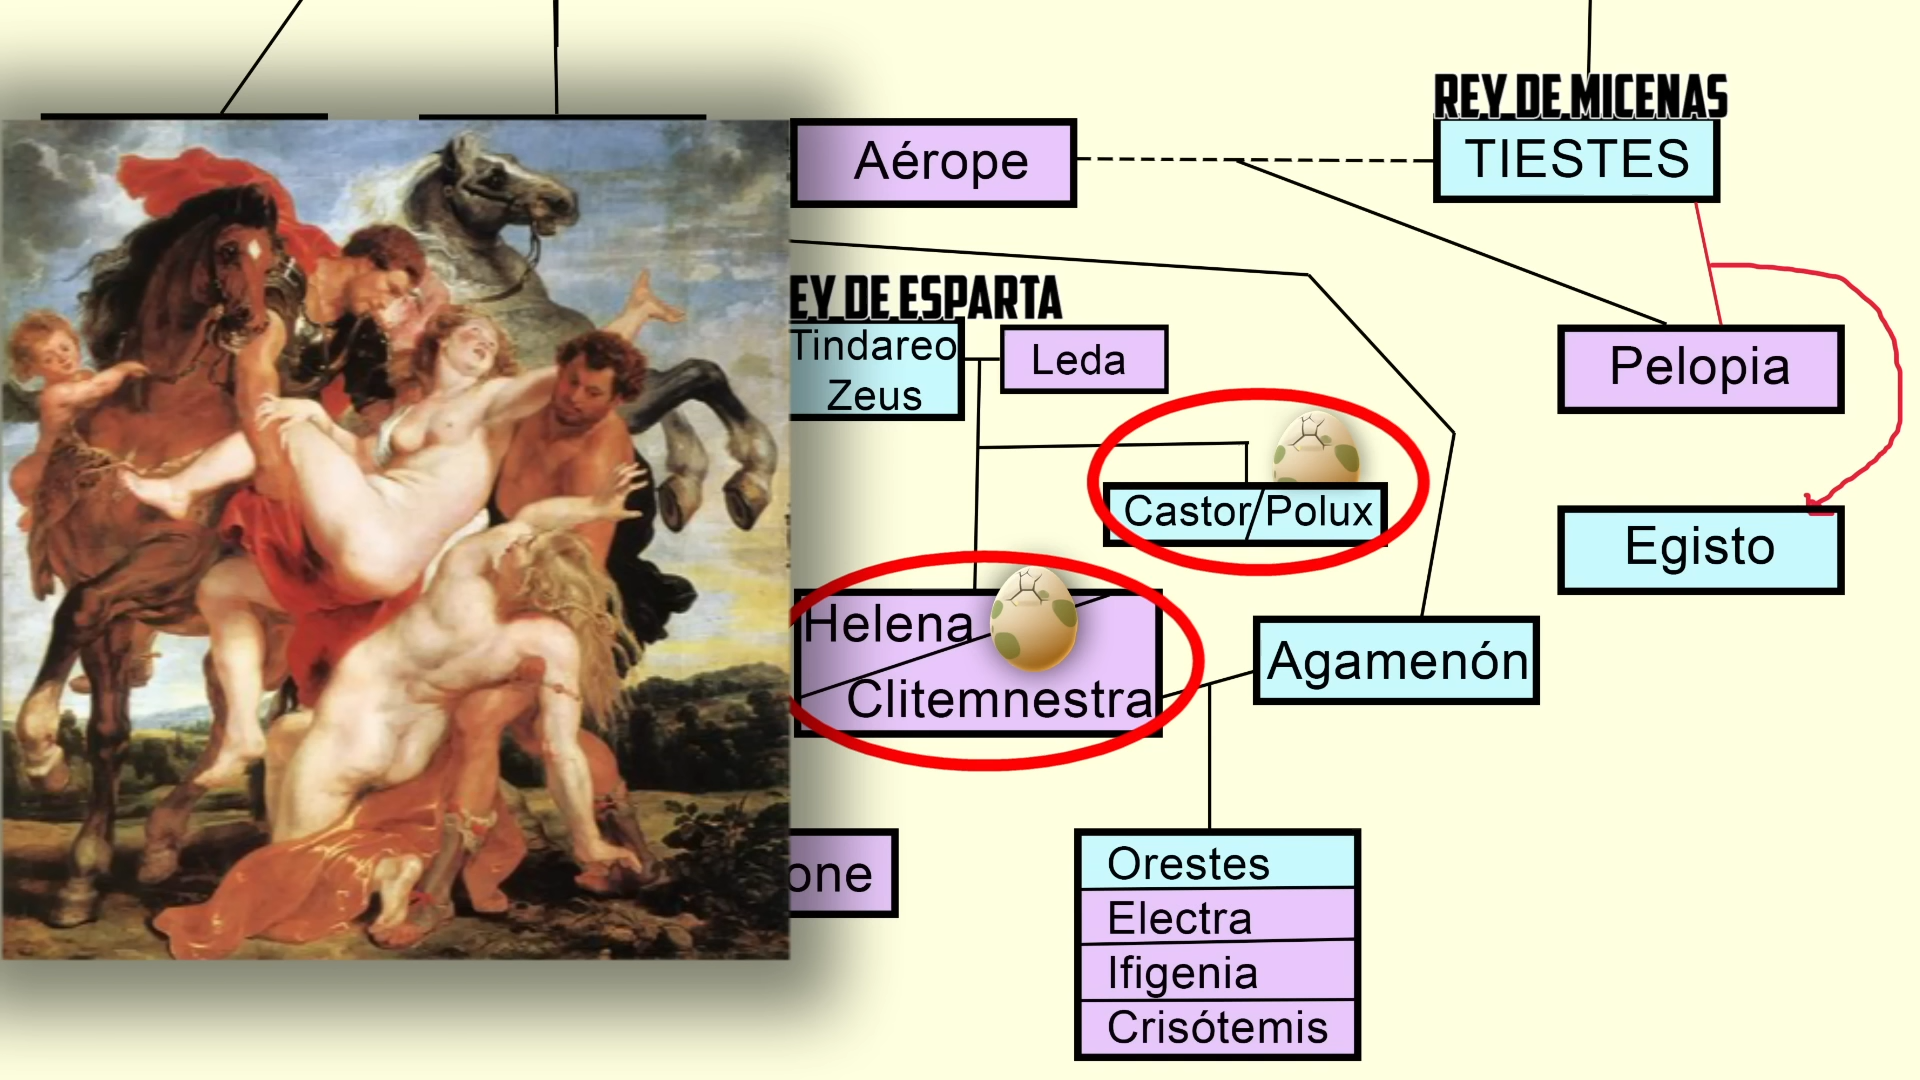 REY DE MICENAS
Aérope
TIESTES
EY DE ESPARTA
Tindareo
Zeus
Leda
Pelopia
Castor/Polux
Egisto
Helena
Clitemnestra
Agamenón
one
Orestes
Electra
Ifigenia
Crisótemis